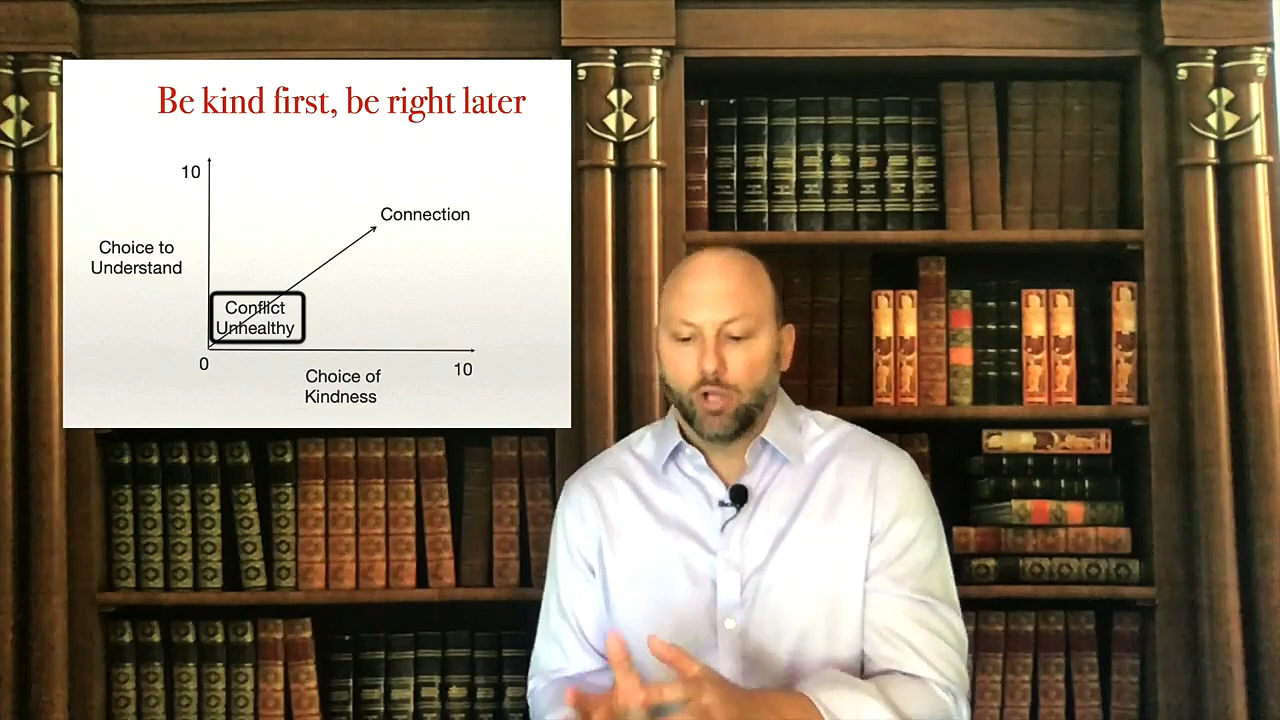 Be kind first, be right later
10
Connection
Choice to
Understand
Conflict
Unhealthy
0
10
Choice of
Kindness